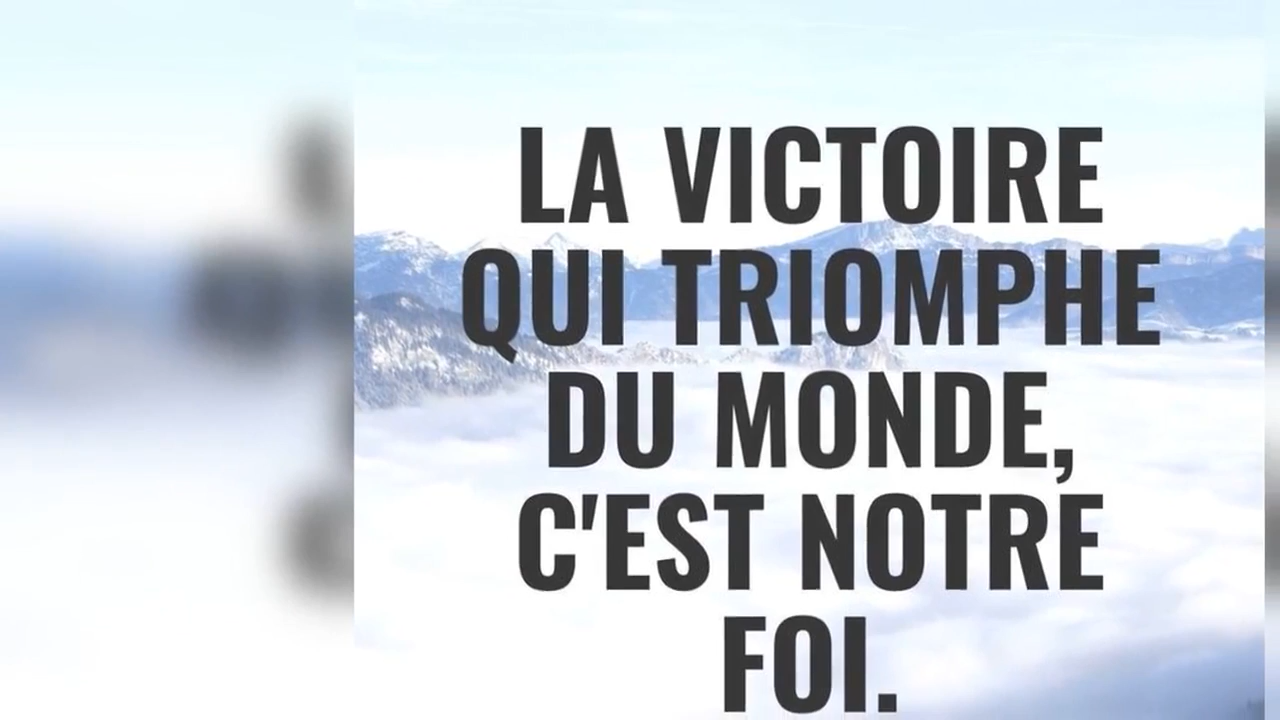 LA VICTOIRE
QUI TRIOMPHE
DU MONDE,
C'EST NOTRE
FOI.